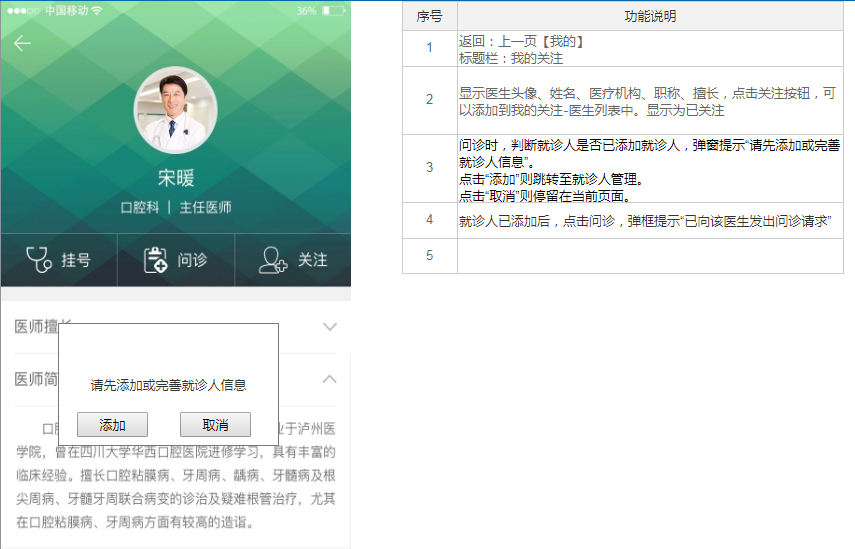 中国移动
36%
宋暖
口腔科 | 主任医师
挂号
问诊
关注
医师擅
医师简
请先添加或完善就诊人信息
添加
取消
业于泸州医
学院，曾在四川大学华西口腔医院进修学习，具有丰富的
临床经验。擅长口腔粘膜病、牙周病、龋病、牙髓病及根
尖周病、牙髓牙周联合病变的诊治及疑难根管治疗，尤其
在口腔粘膜病、牙周病方面有较高的造诣。
序号
功能说明
1
返回：上一页【我的】
标题栏：我的关注
2
显示医生头像、姓名、医疗机构、职称、擅长，点击关注按钮，可
以添加到我的关注-医生列表中。显示为已关注
3
问诊时，判断就诊人是否已添加就诊人，弹窗提示“请先添加或完善
就诊人信息”。
点击“添加”则跳转至就诊人管理。
点击“取消”则停留在当前页面。
4
就诊人已添加后，点击问诊，弹框提示“已向该医生发出问诊请求”
5